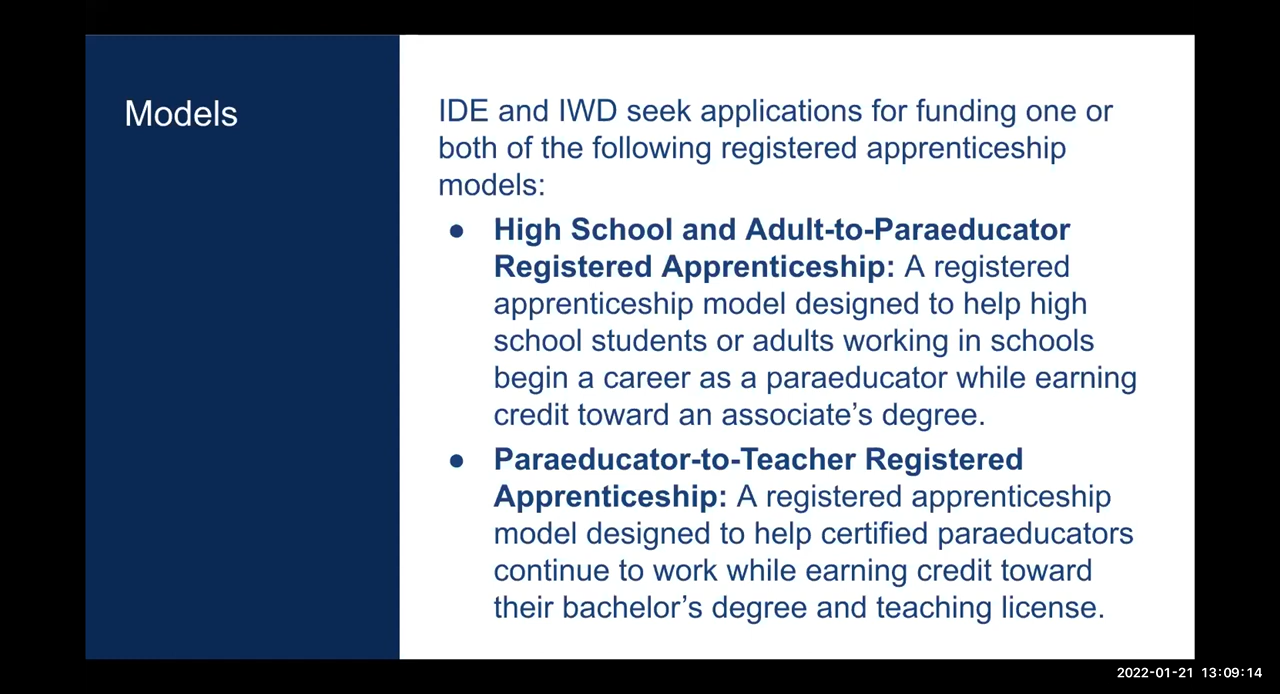 Models
IDE and IWD seek applications for funding one or
both of the following registered apprenticeship
models:
● High School and Adult-to-Paraeducator
Registered Apprenticeship: A registered
apprenticeship model designed to help high
school students or adults working in schools
begin a career as a paraeducator while earning
credit toward an associate’s degree.
● Paraeducator-to-Teacher Registered
Apprenticeship: A registered apprenticeship
model designed to help certified paraeducators
continue to work while earning credit toward
their bachelor’s degree and teaching license.
2022-01-21 13:09:14